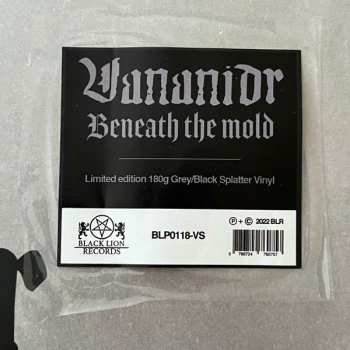 Vananidr
Beneath the mold
Limited edition 180g Grey/Black Splatter Vinyl
BLACK LION
RECORDS
BLP0118-VS
Ⓟ + © 2022 BLR